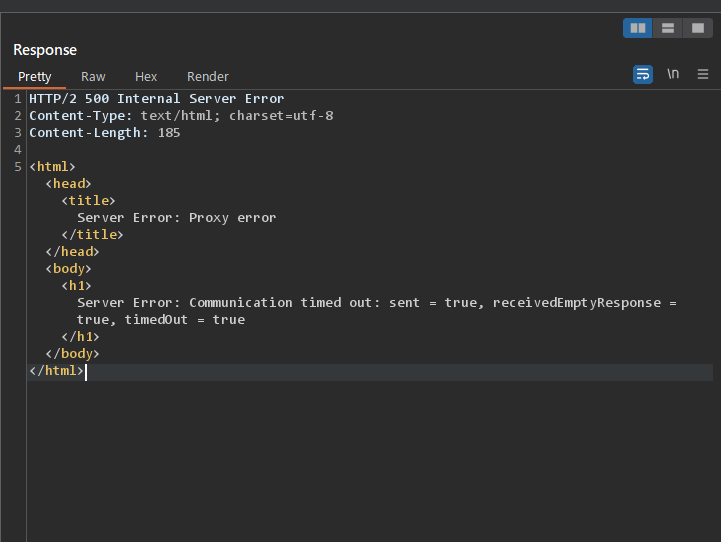 Response
Pretty Raw Hex Render \n
1 HTTP/2 500 Internal Server Error
2 Content-Type: text/html; charset=utf-8
3 Content-Length: 185
4
5 <html>
<head>
<title>
Server Error: Proxy error
</title>
</head>
<body>
<h1>
Server Error: Communication timed out: sent = true, receivedEmptyResponse =
true, timedOut = true
</h1>
</body>
</html>